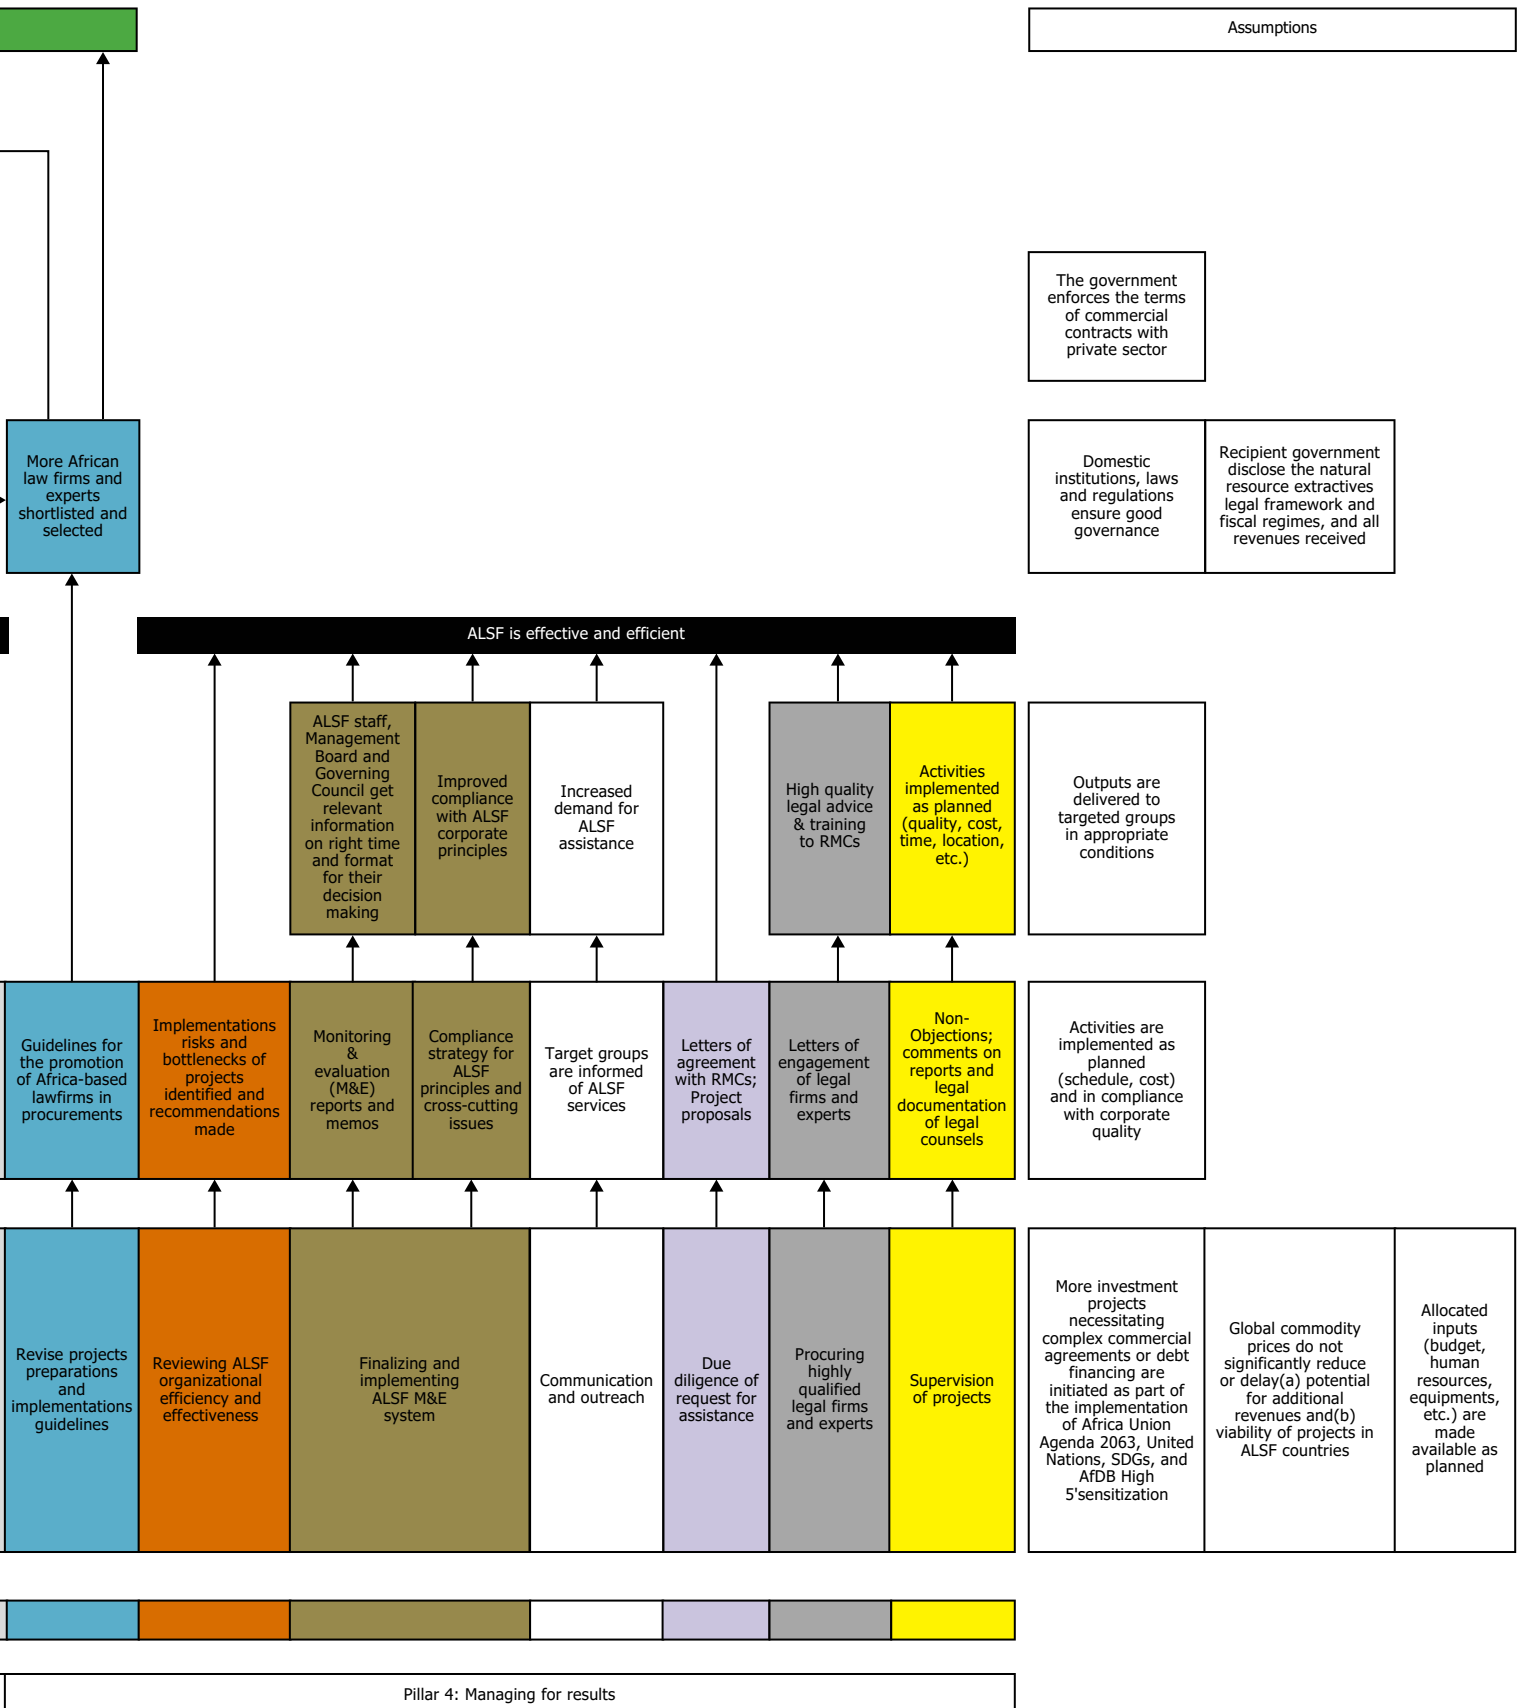 Assumptions
The government
enforces the terms
of commercial
contracts with
private sector
More African
law firms and
experts
shortlisted and
selected
Domestic
institutions, laws
and regulations
ensure good
governance
Recipient government
disclose the natural
resource extractives
legal framework and
fiscal regimes, and all
revenues received
ALSF is effective and efficient
ALSF staff,
Management
Board and
Governing
Council get
relevant
information
on right time
and format
for their
decision
making
Improved
compliance
with ALSF
corporate
principles
Increased
demand for
ALSF
assistance
High quality
legal advice
& training
to RMCs
Activities
implemented
as planned
(quality, cost,
time, location,
etc.)
Outputs are
delivered to
targeted groups
in appropriate
conditions
Guidelines for
the promotion
of Africa-based
lawfirms in
procurements
Implementations
risks and
bottlenecks of
projects
identified and
recommendations
made
Monitoring
&
evaluation
(M&E)
reports and
memos
Compliance
strategy for
ALSF
principles and
cross-cutting
issues
Target groups
are informed
of ALSF
services
Letters of
agreement
with RMCs;
Project
proposals
Letters of
engagement
of legal
firms and
experts
Non-
Objections;
comments on
reports and
legal
documentation
of legal
counsels
Activities are
implemented as
planned
(schedule, cost)
and in compliance
with corporate
quality
Revise projects
preparations
and
implementations
guidelines
Reviewing ALSF
organizational
efficiency and
effectiveness
Finalizing and
implementing
ALSF M&E
system
Communication
and outreach
Due
diligence of
request for
assistance
Procuring
highly
qualified
legal firms
and experts
Supervision
of projects
More investment
projects
necessitating
complex commercial
agreements or debt
financing are
initiated as part of
the implementation
of Africa Union
Agenda 2063, United
Nations, SDGs, and
AfDB High
5'sensitization
Global commodity
prices do not
significantly reduce
or delay(a) potential
for additional
revenues and(b)
viability of projects in
ALSF countries
Allocated
inputs
(budget,
human
resources,
equipments,
etc.) are
made
available as
planned
Pillar 4: Managing for results